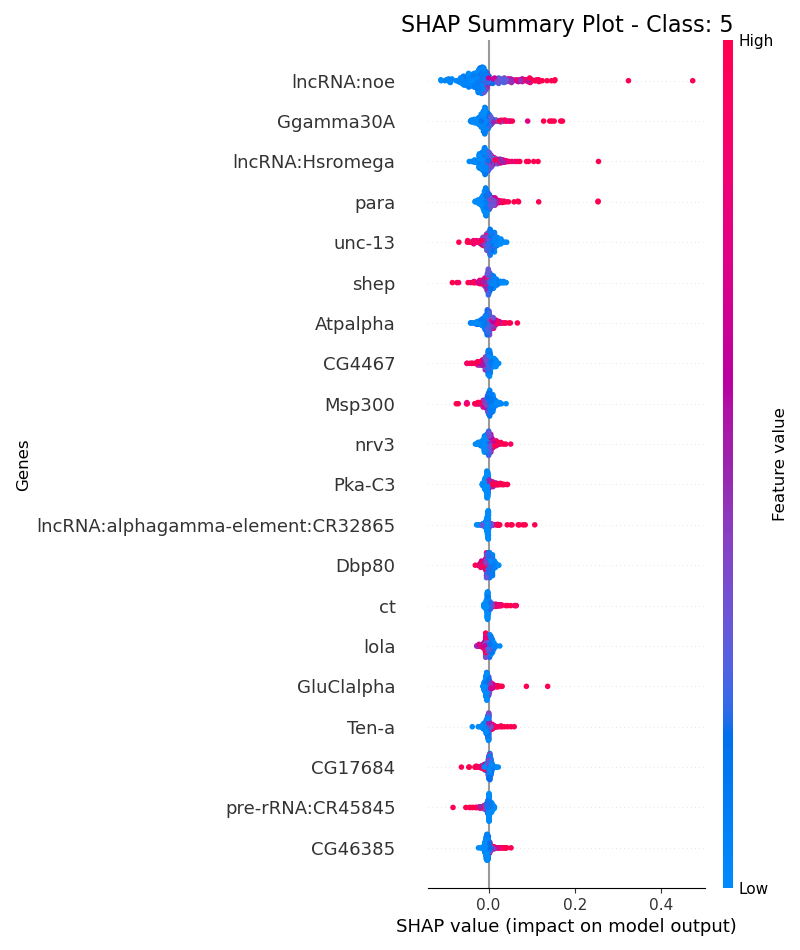 SHAP Summary Plot - Class: 5
High
lncRNA:noe
Ggamma30A
lncRNA:Hsromega
para
unc-13
shep
Atpalpha
CG4467
Msp300
nrv3
Pka-C3
lncRNA:alphagamma-element:CR32865
Dbp80
ct
lola
GluClalpha
Ten-a
CG17684
pre-rRNA:CR45845
CG46385
Genes
Feature value
Low
0.0 0.2 0.4
SHAP value (impact on model output)